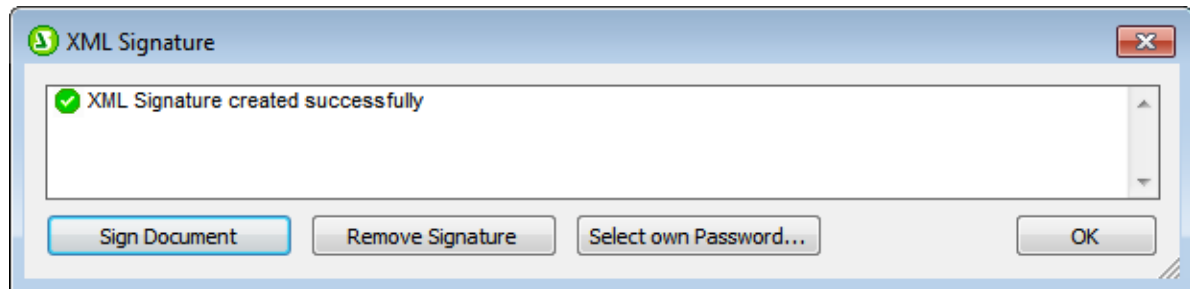 XML Signature
XML Signature created successfully
Sign Document Remove Signature Select own Password... OK